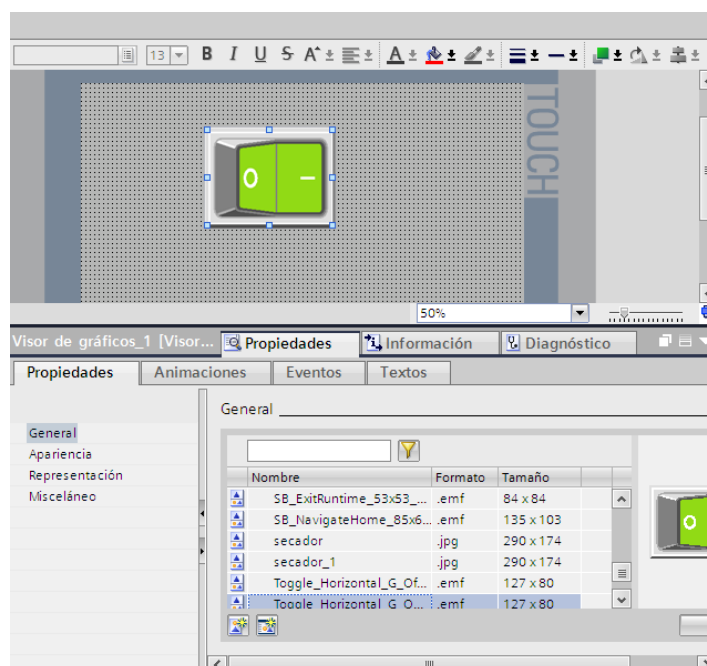 13 B I U S A A
TOUCH
O –
50%
Visor de gráficos_1 [Visor... Propiedades Información Diagnóstico
Propiedades Animaciones Eventos Textos
General
General
Apariencia
Representación
Misceláneo
Nombre Formato Tamaño
SB_ExitRuntime_53x53_... .emf 84 x 84
SB_NavigateHome_85x6... .emf 135 x 103
secador .jpg 290 x 174
secador_1 .jpg 290 x 174
Toggle_Horizontal_G_Of... .emf 127 x 80
Toggle_Horizontal_G_O... .emf 127 x 80
O